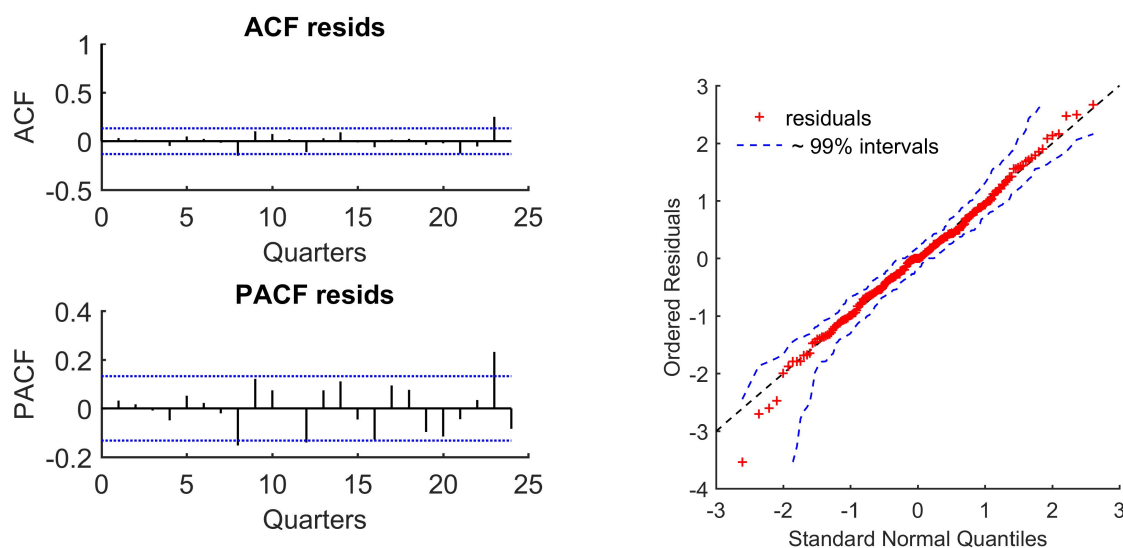 ACF resids
1
0.5
0
-0.5
ACF
0 5 10 15 20 25
Quarters
PACF resids
0.4
0.2
0
-0.2
PACF
0 5 10 15 20 25
Quarters
3
2
1
0
-1
-2
-3
-4
Ordered Residuals
residuals
~ 99% intervals
-3 -2 -1 0 1 2 3
Standard Normal Quantiles